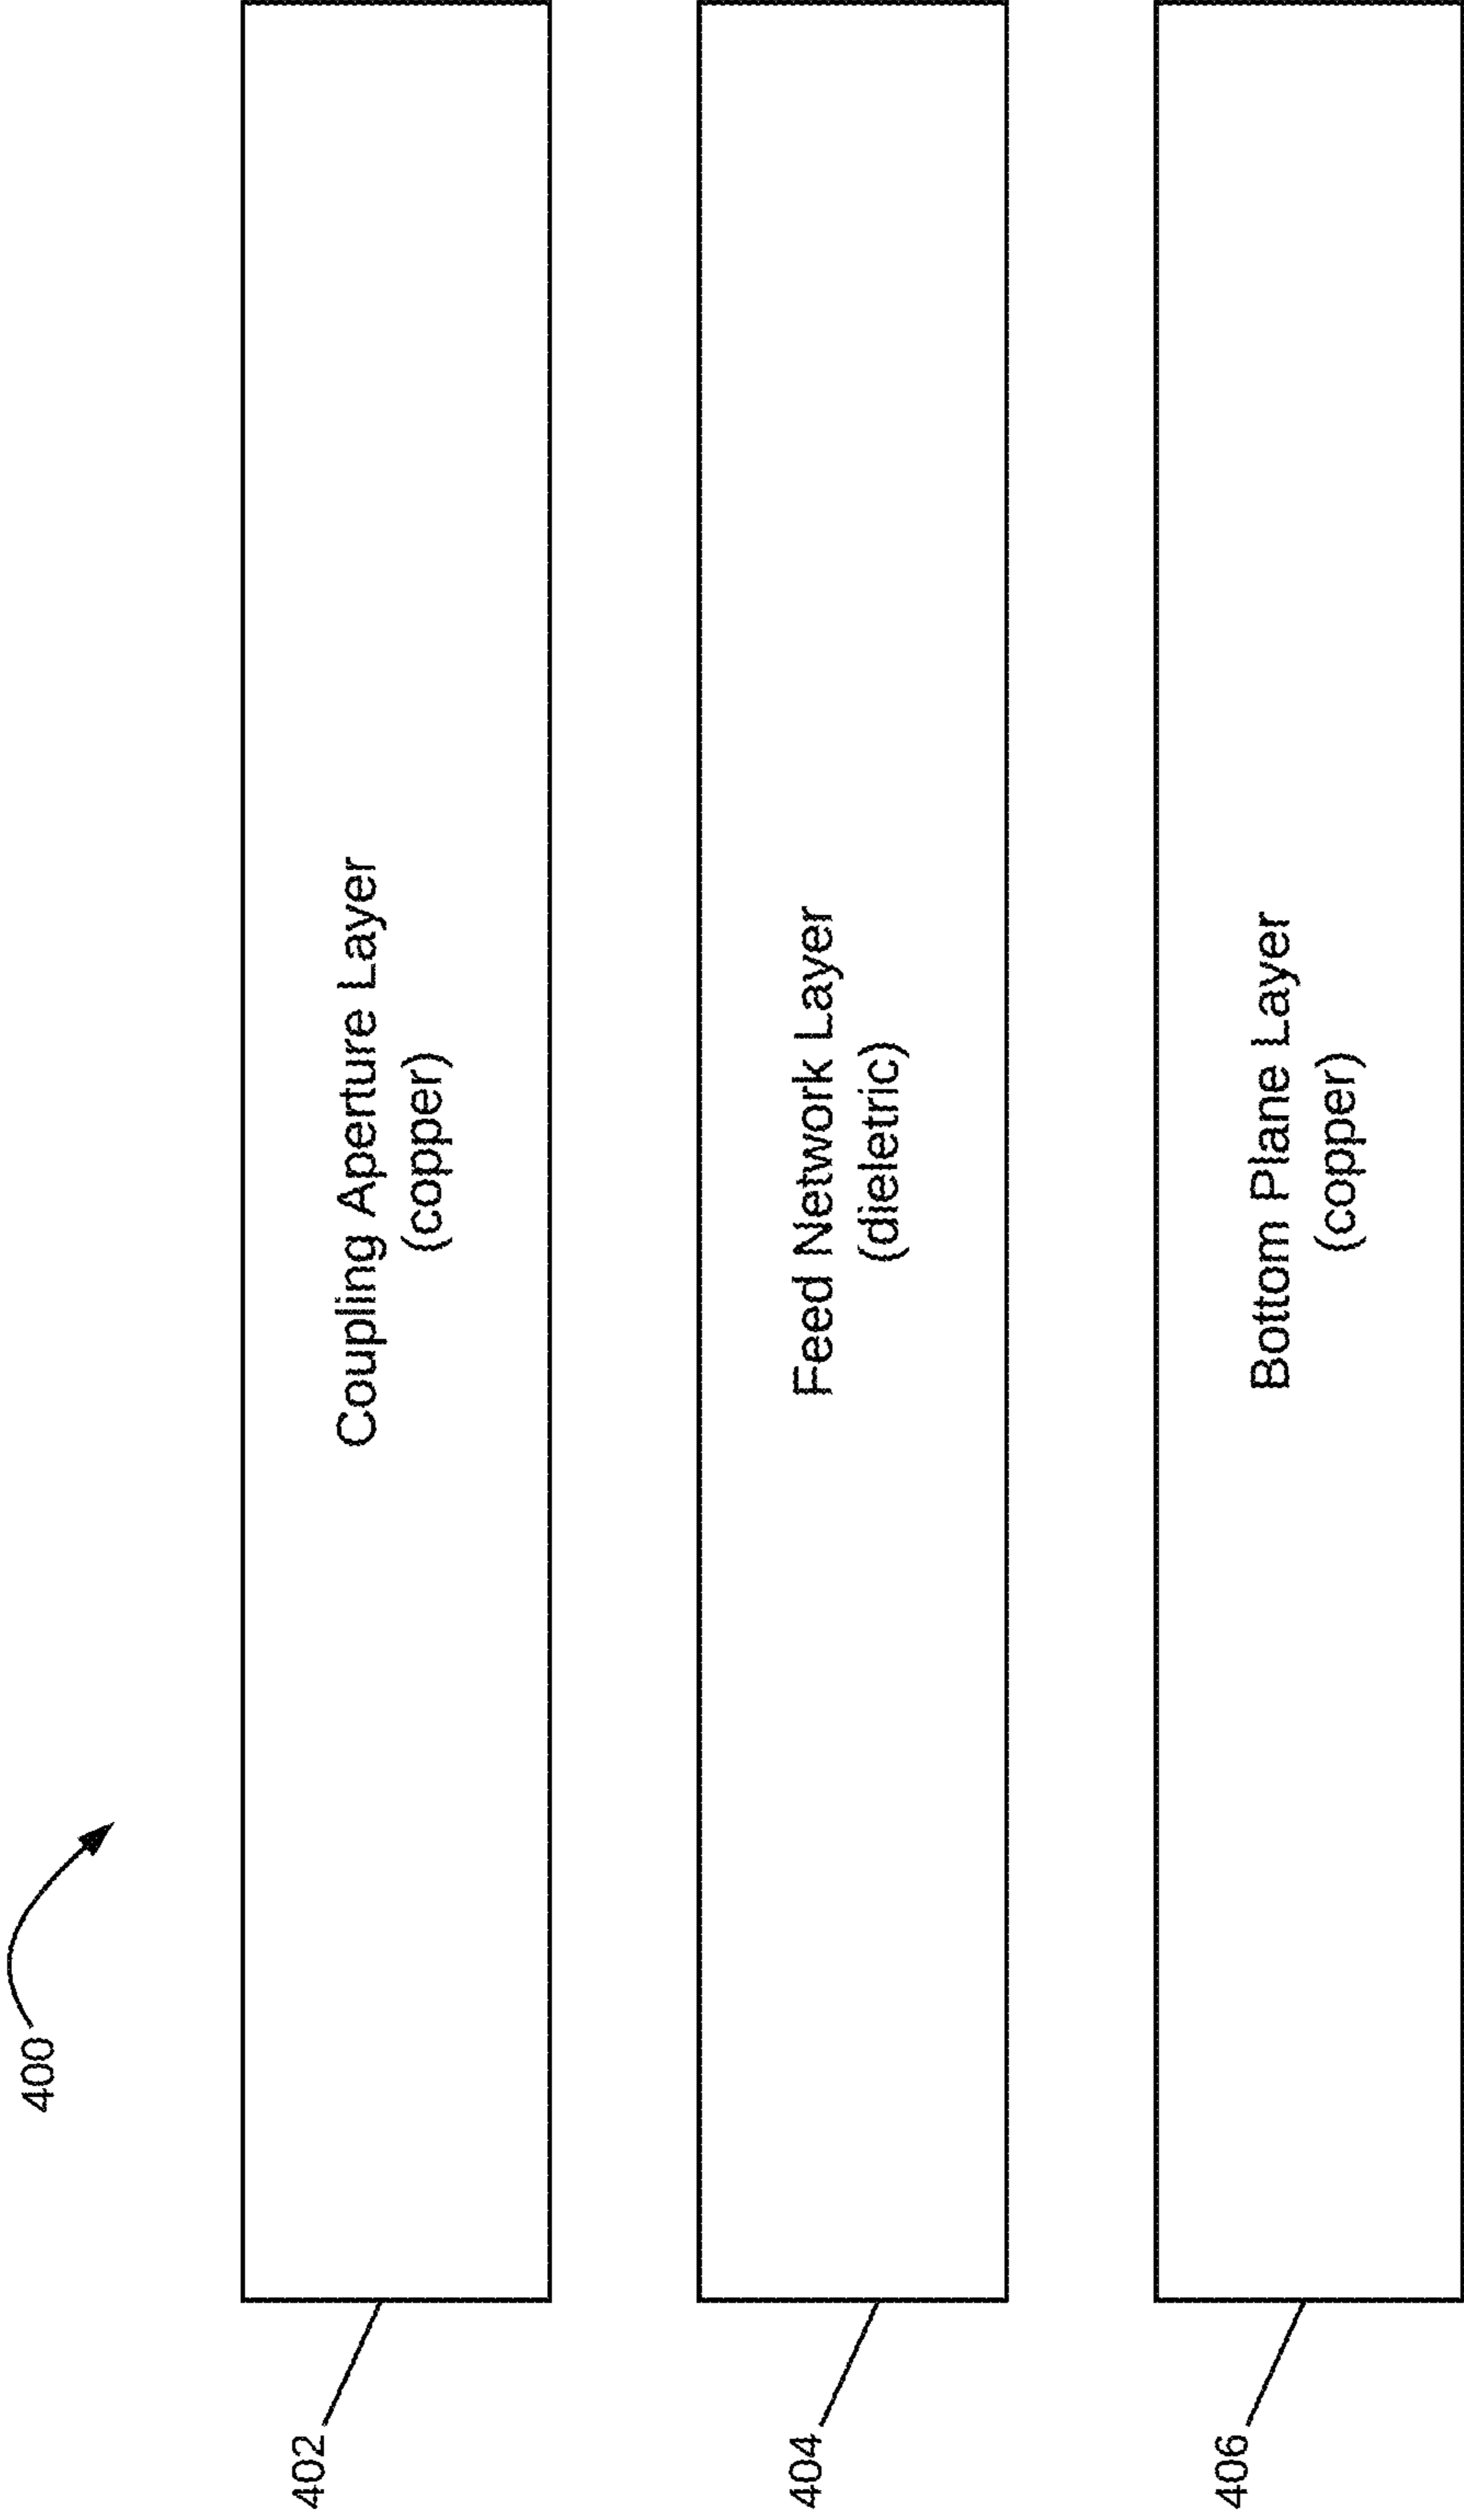 400
402
Coupling Aperture Layer
(copper)
404
Feed Network Layer
(dieletric)
406
Bottom Plane Layer
(copper)